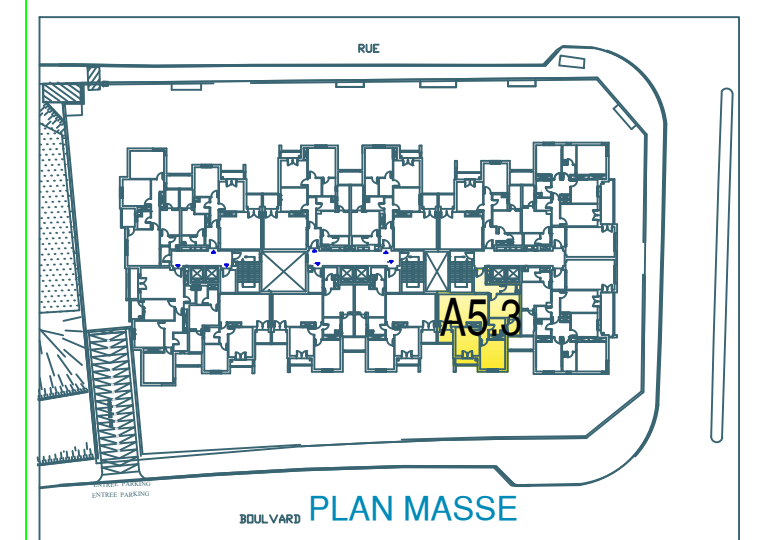 RUE
A5.3
ENTREE PARKING
ENTREE PARKING
BOULVARD
PLAN MASSE